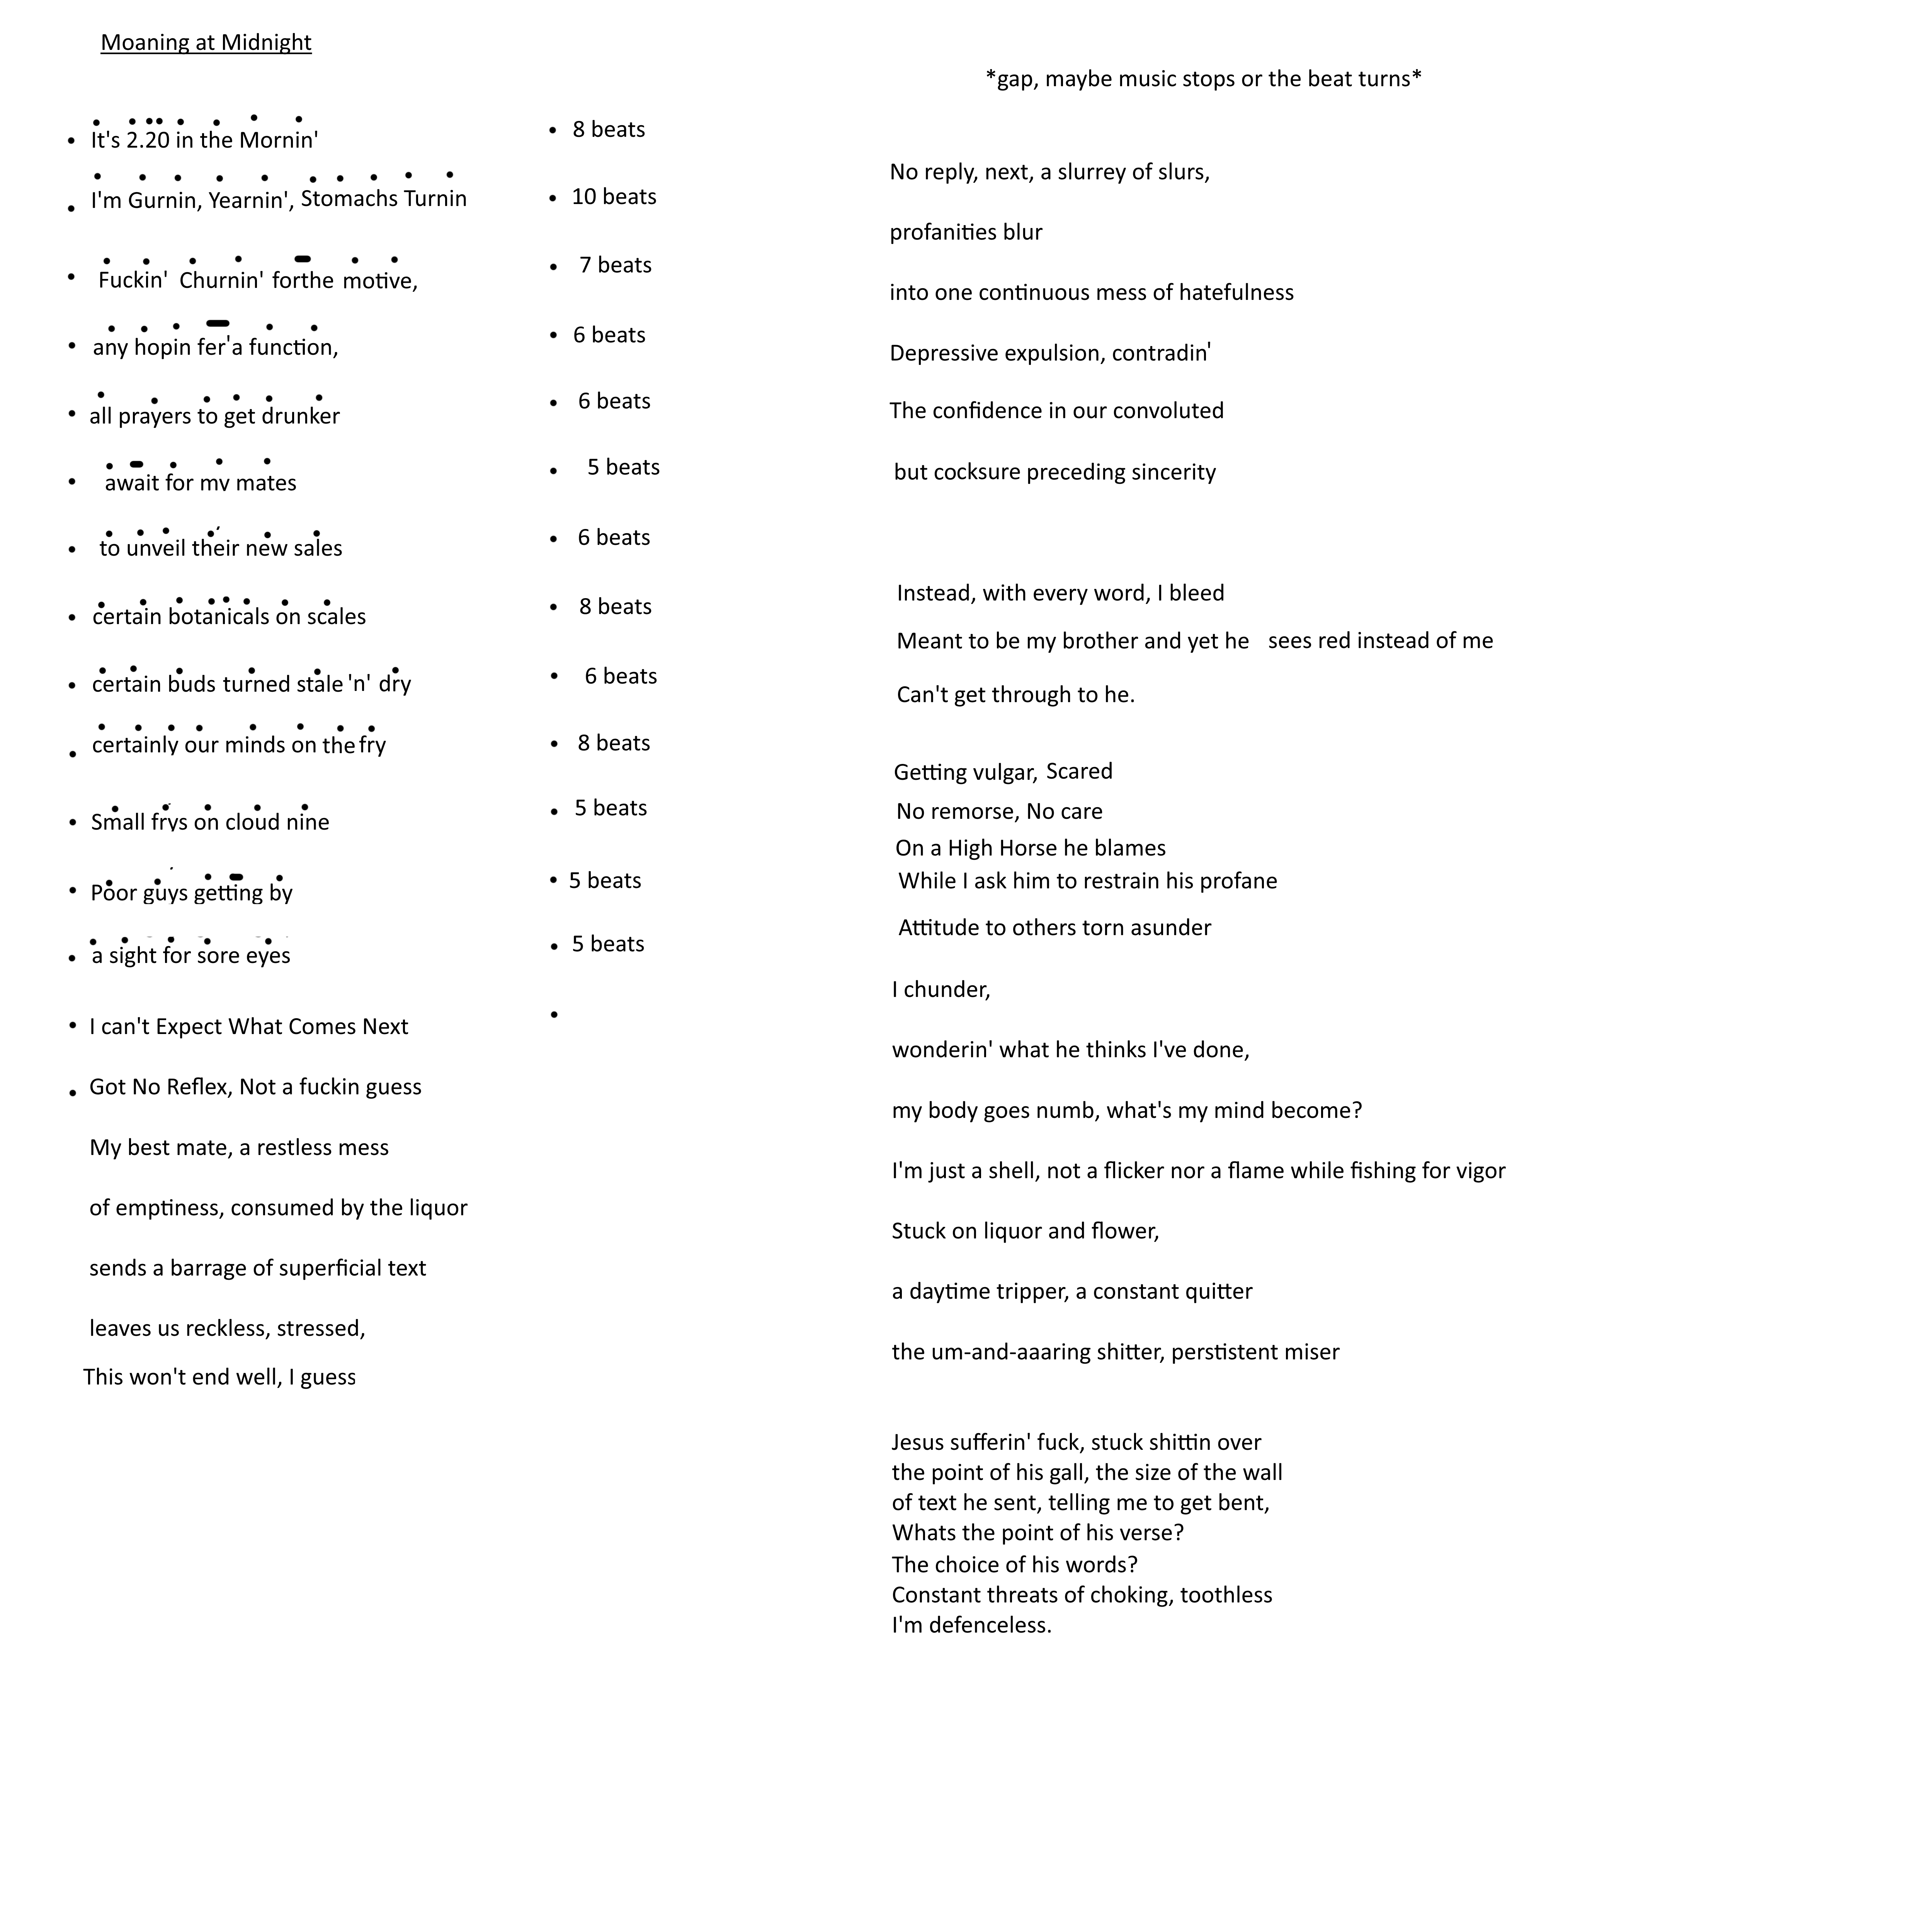 Moaning at Midnight
It's 2.20 in the Mornin'
8 beats
I'm Gurnin, Yearnin', Stomachs Turnin
10 beats
Fuckin' Churnin' forthe motive,
7 beats
any hopin fer'a function,
6 beats
all prayers to get drunker
6 beats
await for my mates
5 beats
to unveil their new sales
6 beats
certain botanicals on scales
8 beats
certain buds turned stale 'n' dry
6 beats
certainly our minds on the fry
8 beats
Small frys on cloud nine
5 beats
Poor guys getting by
5 beats
a sight for sore eyes
5 beats
I can't Expect What Comes Next
Got No Reflex, Not a fuckin guess
My best mate, a restless mess
of emptiness, consumed by the liquor
sends a barrage of superficial text
leaves us reckless, stressed,
This won't end well, I guess
*gap, maybe music stops or the beat turns*
No reply, next, a slurrey of slurs,
profanities blur
into one continuous mess of hatefulness
Depressive expulsion, contradin'
The confidence in our convoluted
but cocksure preceding sincerity
Instead, with every word, I bleed
Meant to be my brother and yet he sees red instead of me
Can't get through to he.
Getting vulgar, Scared
No remorse, No care
On a High Horse he blames
While I ask him to restrain his profane
Attitude to others torn asunder
I chunder,
wonderin' what he thinks I've done,
my body goes numb, what's my mind become?
I'm just a shell, not a flicker nor a flame while fishing for vigor
Stuck on liquor and flower,
a daytime tripper, a constant quitter
the um-and-aaaring shitter, perstistent miser
Jesus sufferin' fuck, stuck shittin over
the point of his gall, the size of the wall
of text he sent, telling me to get bent,
Whats the point of his verse?
The choice of his words?
Constant threats of choking, toothless
I'm defenceless.